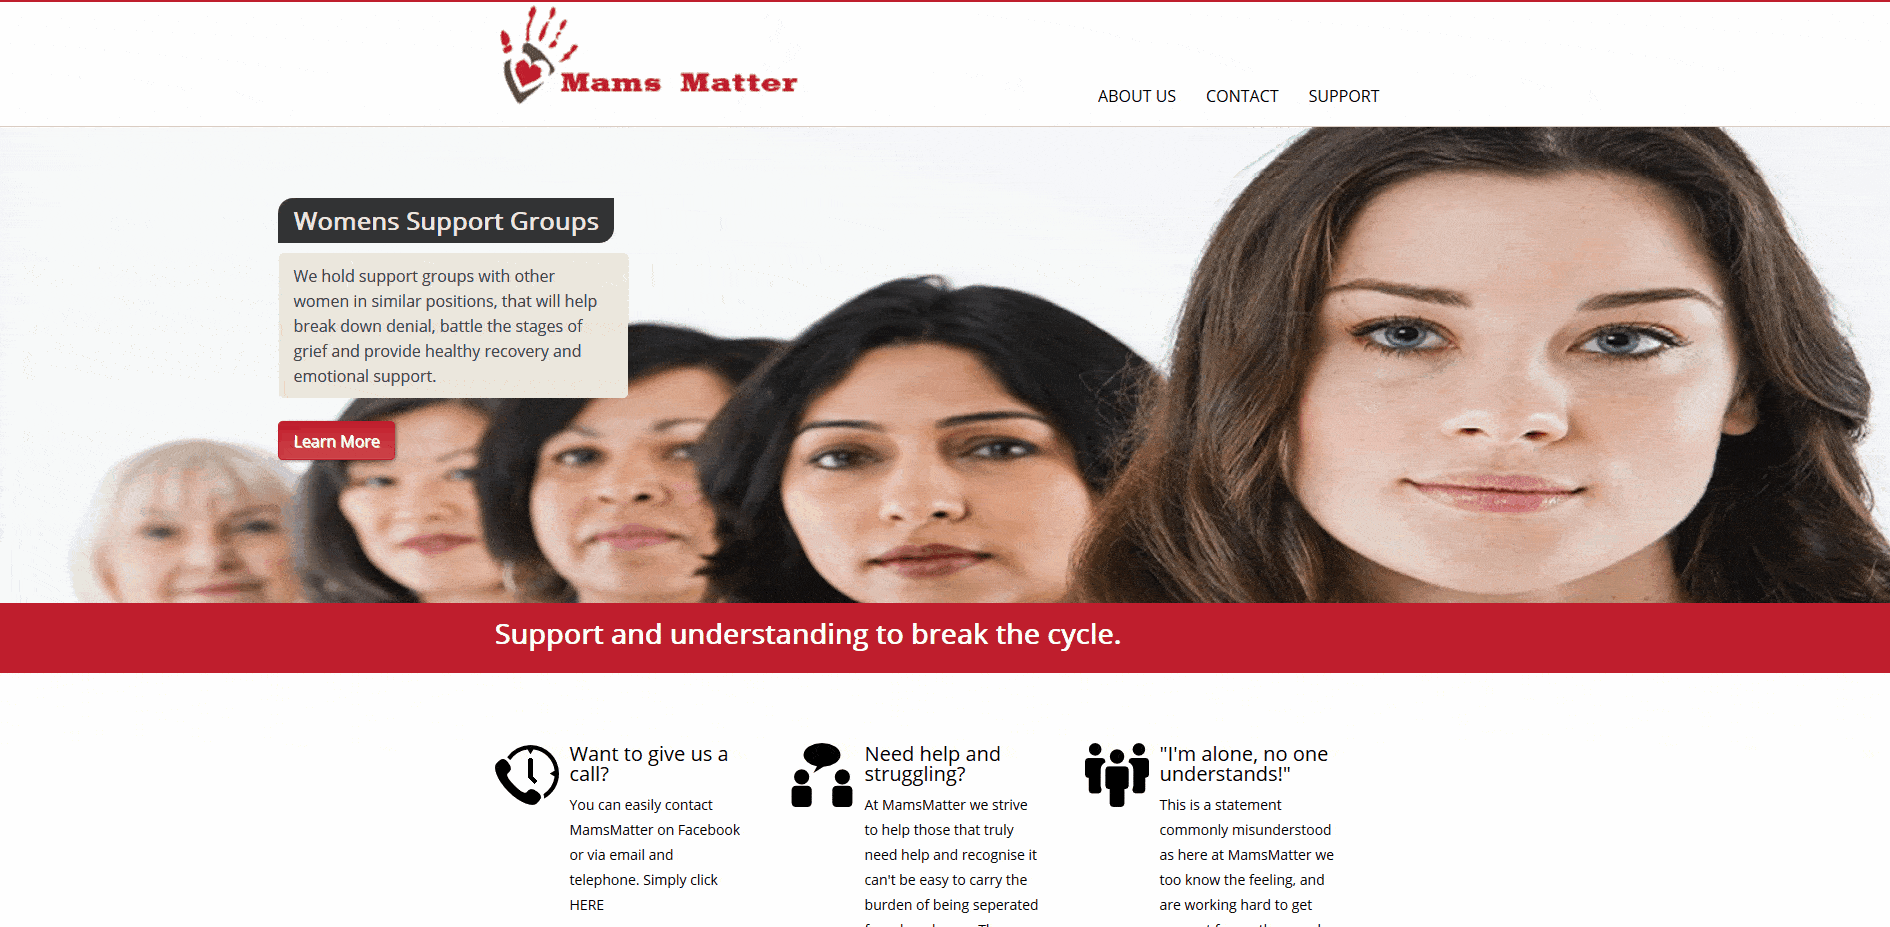 Mams Matter
ABOUT US CONTACT SUPPORT
Womens Support Groups
We hold support groups with other
women in similar positions, that will help
break down denial, battle the stages of
grief and provide healthy recovery and
emotional support.
Learn More
Support and understanding to break the cycle.
Want to give us a
call?
You can easily contact
MamsMatter on Facebook
or via email and
telephone. Simply click
HERE
Need help and
struggling?
At MamsMatter we strive
to help those that truly
need help and recognise it
can't be easy to carry the
burden of being seperated
"I'm alone, no one
understands!"
This is a statement
commonly misunderstood
as here at MamsMatter we
too know the feeling, and
are working hard to get